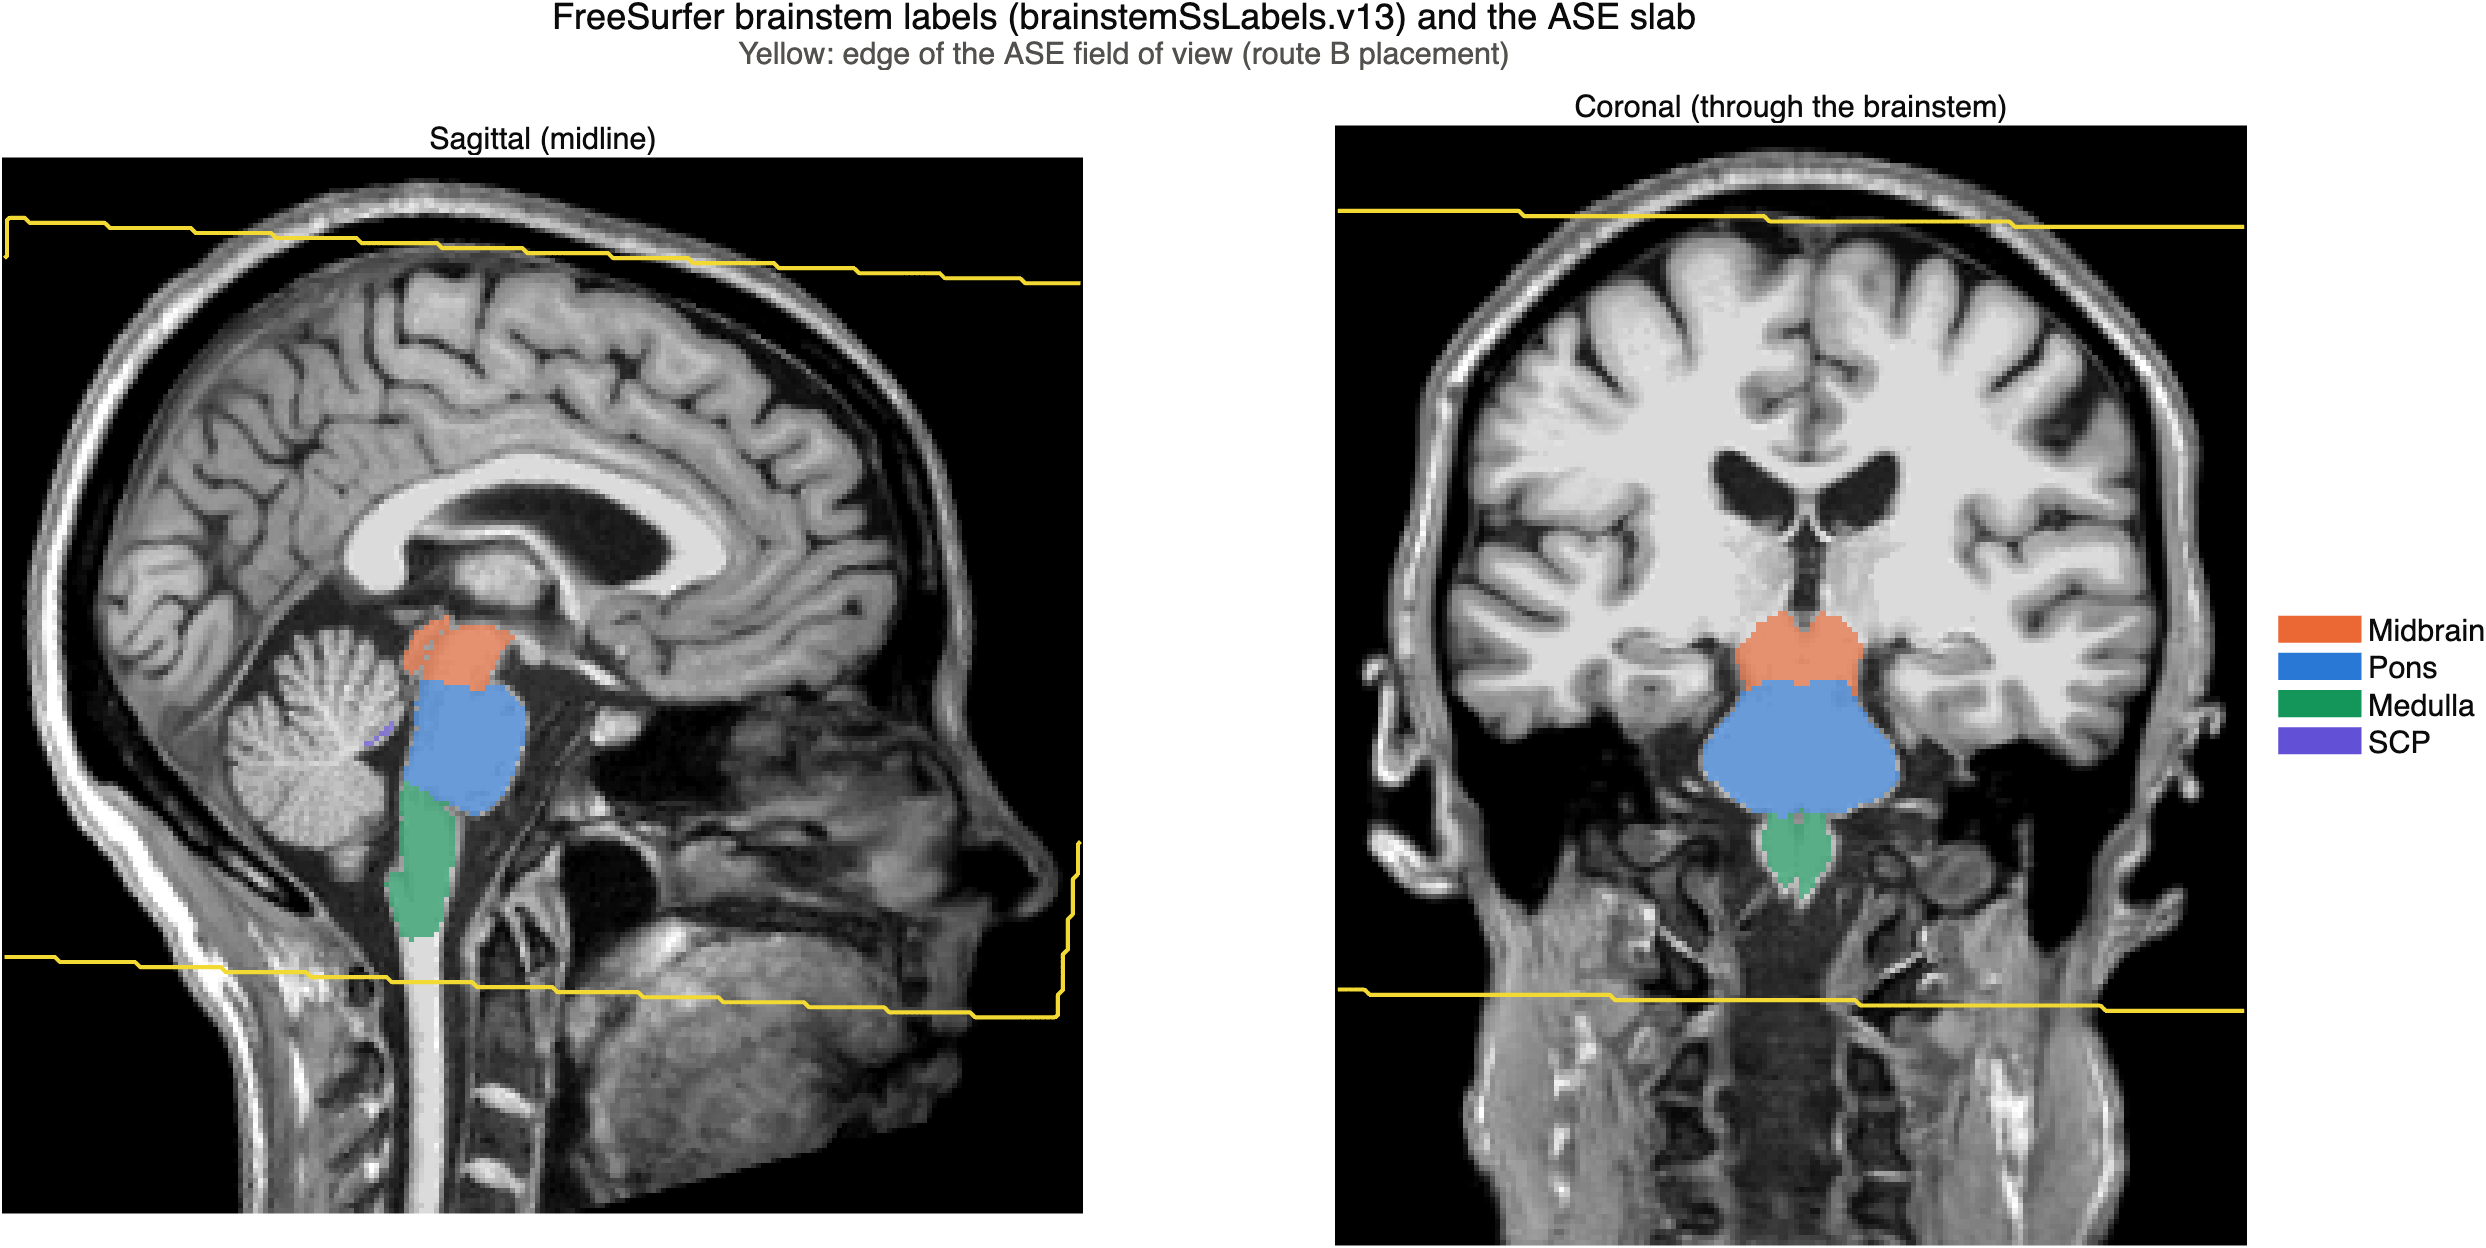 FreeSurfer brainstem labels (brainstemSsLabels.v13) and the ASE slab
Yellow: edge of the ASE field of view (route B placement)
Sagittal (midline)
Coronal (through the brainstem)
Midbrain
Pons
Medulla
SCP